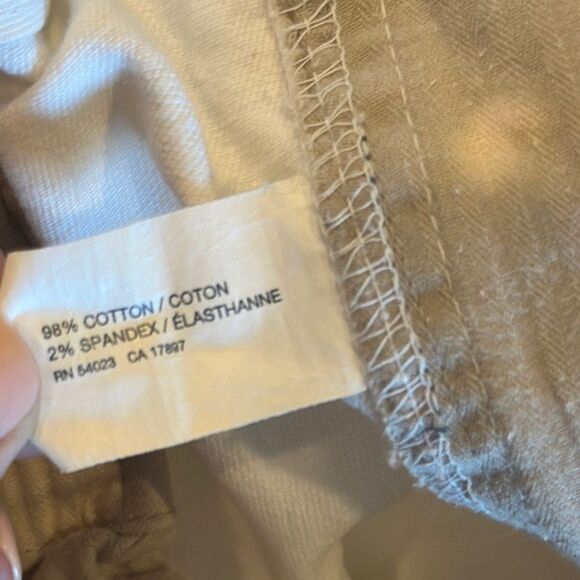 98% COTTON / COTON
2% SPANDEX / ÉLASTHANNE
RN 54023 CA 17897